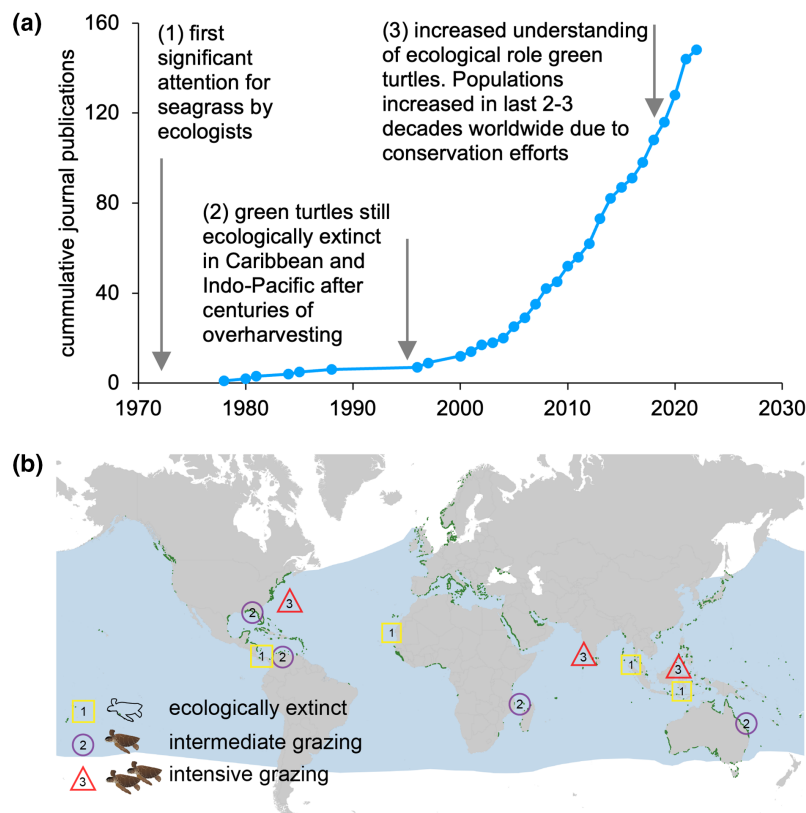 (a)
cummulative journal publications
160
120
80
40
0
1970
1980
1990
2000
2010
2020
2030
(1) first
significant
attention for
seagrass by
ecologists
(2) green turtles still
ecologically extinct
in Caribbean and
Indo-Pacific after
centuries of
overharvesting
(3) increased understanding
of ecological role green
turtles. Populations
increased in last 2-3
decades worldwide due to
conservation efforts
(b)
2
3
1
1
2
3
1
3
1
2
2
1 ecologically extinct
2 intermediate grazing
3 intensive grazing